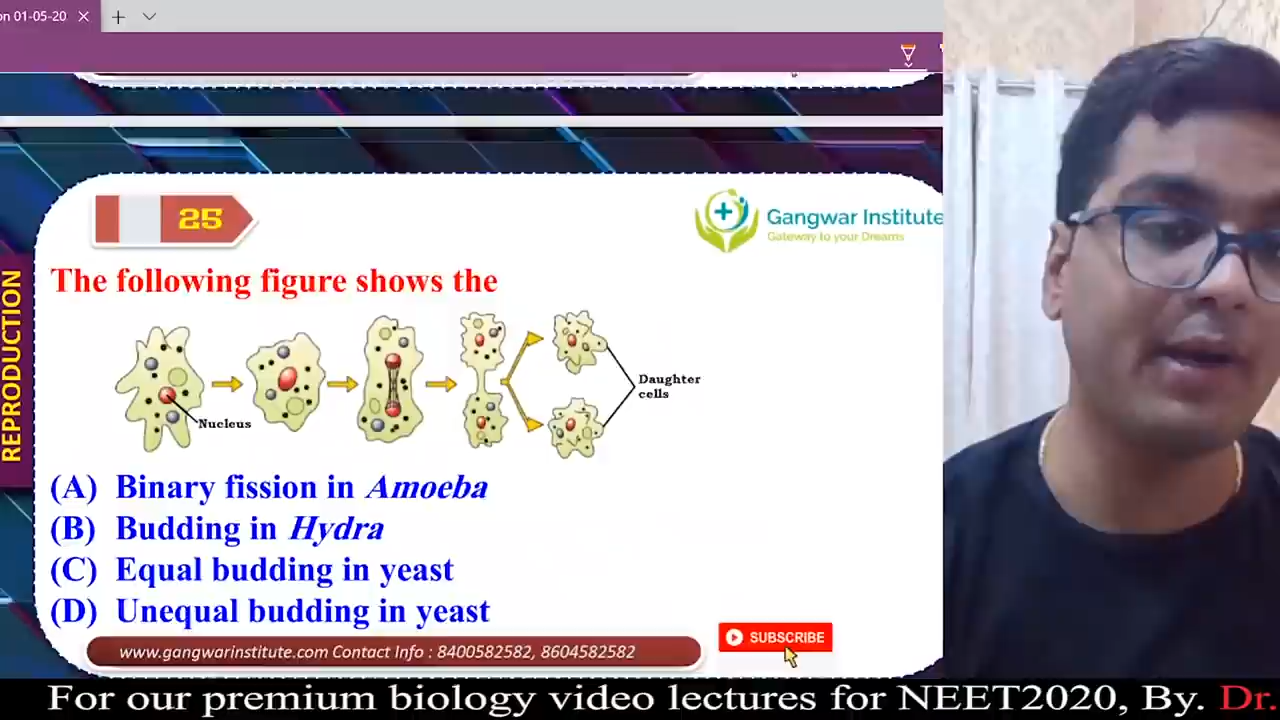 on 01-05-20
25
Gangwar Institute
Gateway to your Dreams
REPRODUCTION
The following figure shows the
Nucleus
Daughter
cells
(A) Binary fission in Amoeba
(B) Budding in Hydra
(C) Equal budding in yeast
(D) Unequal budding in yeast
www.gangwarinstitute.com Contact Info : 8400582582, 8604582582
SUBSCRIBE
For our premium biology video lectures for NEET2020, By. Dr.